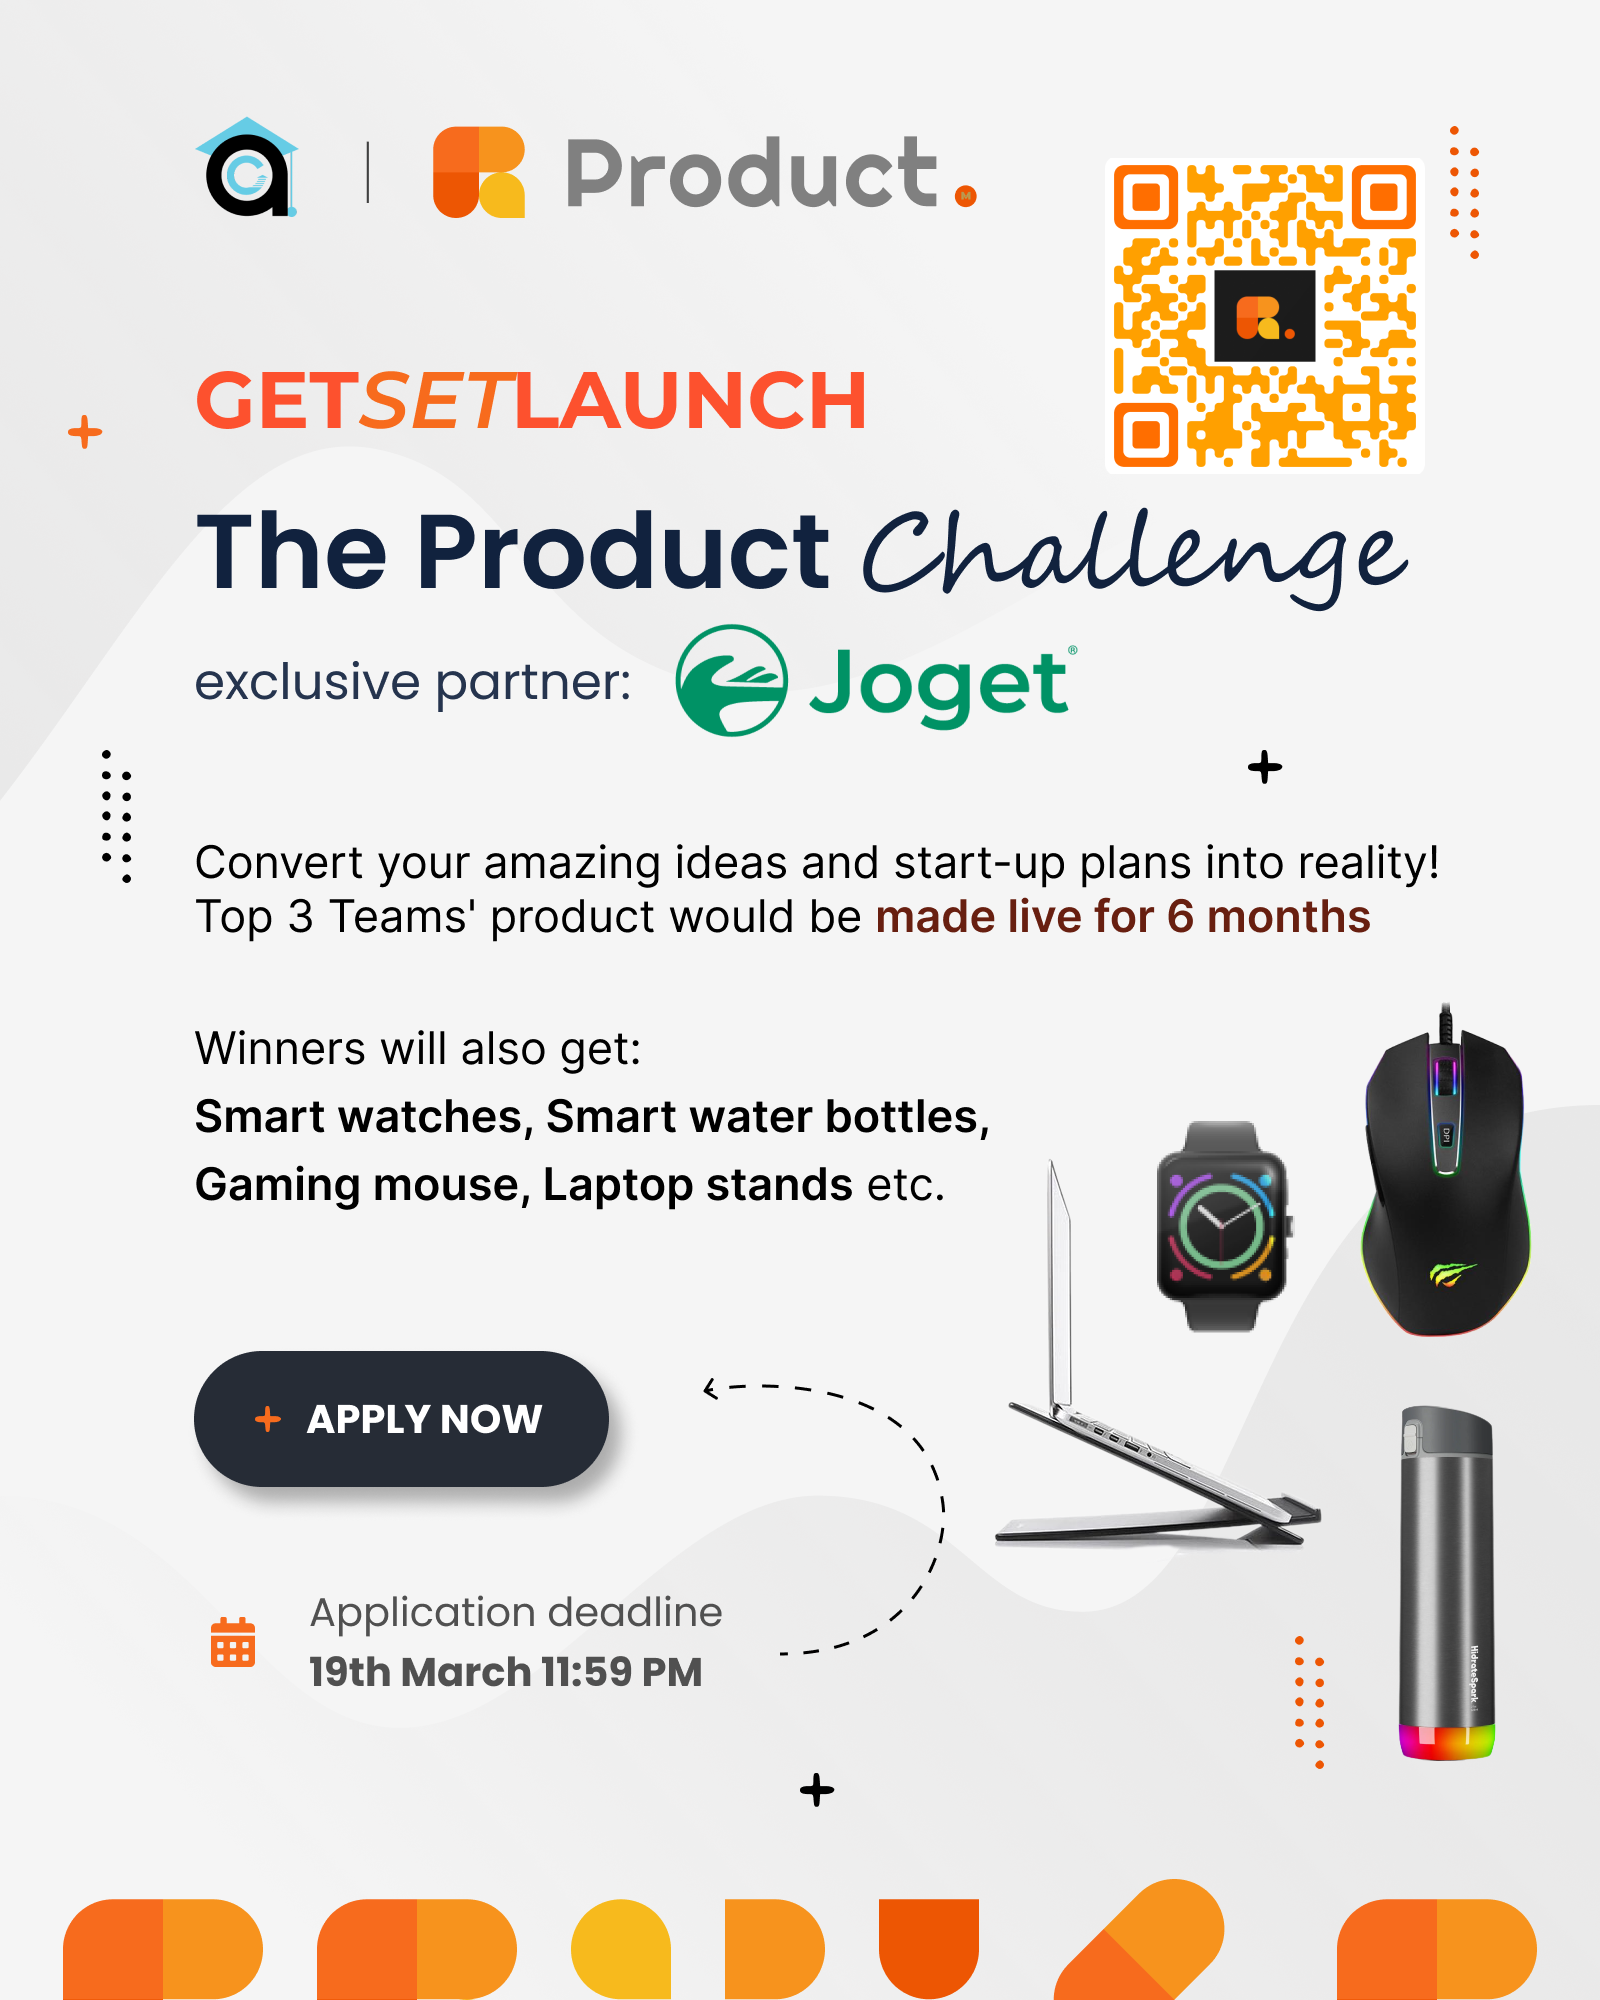 Product.
GETSETLAUNCH
The Product Challenge
exclusive partner: Joget®
Convert your amazing ideas and start-up plans into reality!
Top 3 Teams' product would be made live for 6 months
Winners will also get:
Smart watches, Smart water bottles,
Gaming mouse, Laptop stands etc.
DPI
APPLY NOW
Application deadline
19th March 11:59 PM
HidrateSpark